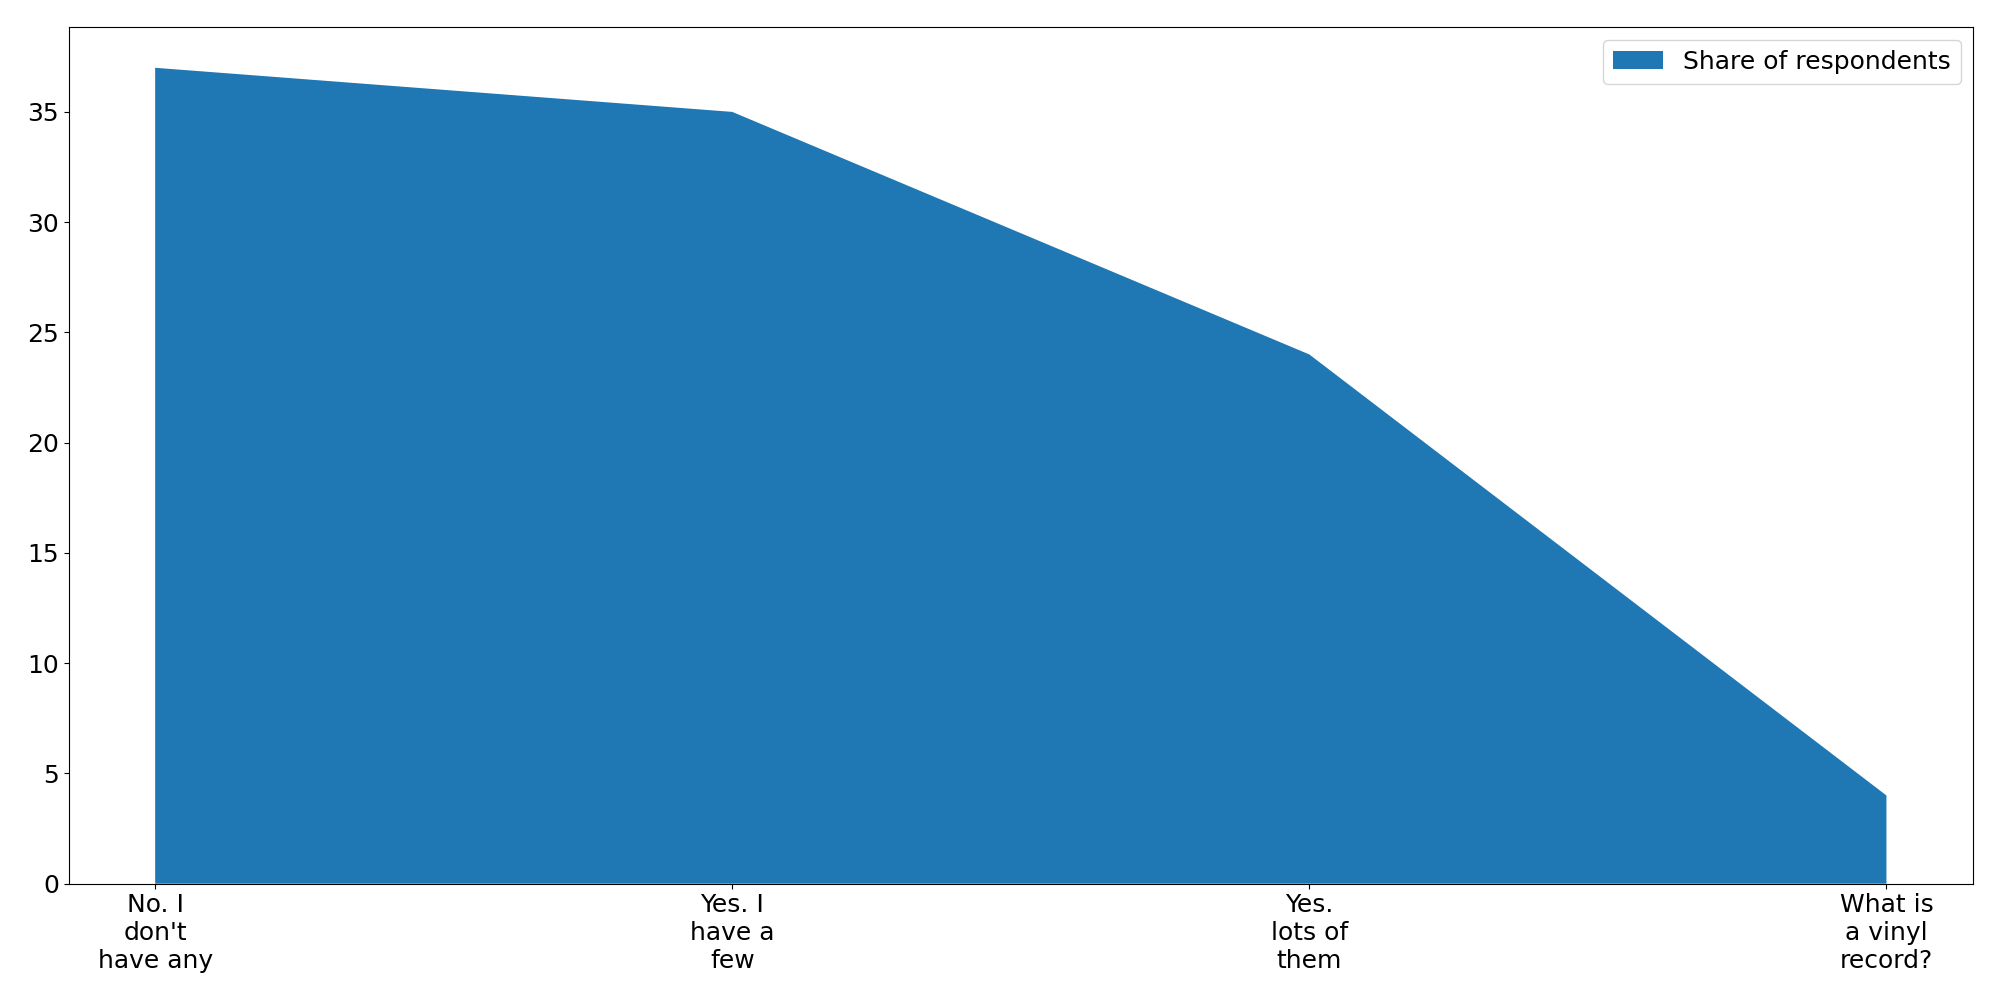 Share of respondents
35
30
25
20
15
10
5
0
No. I
don't
have any
Yes. I
have a
few
Yes.
lots of
them
What is
a vinyl
record?